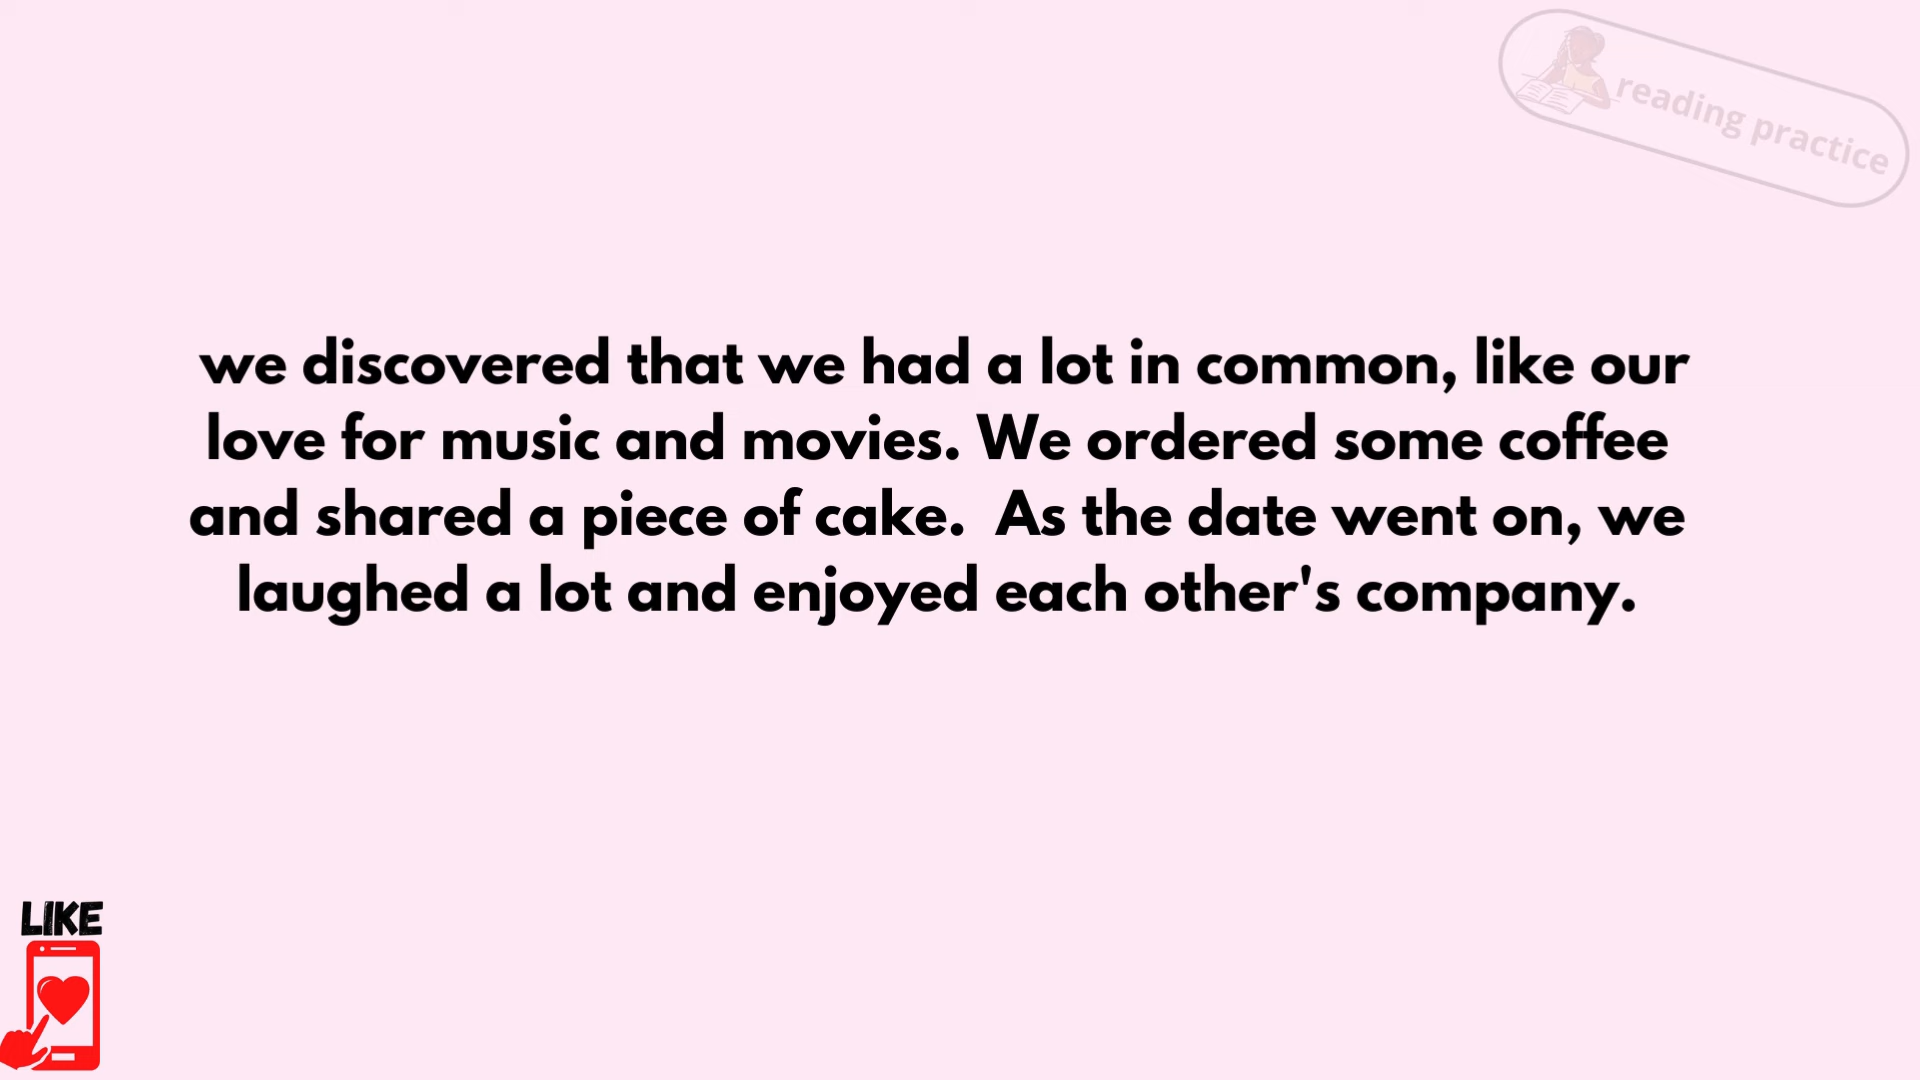 reading practice
we discovered that we had a lot in common, like our
love for music and movies. We ordered some coffee
and shared a piece of cake.  As the date went on, we
laughed a lot and enjoyed each other's company.
LIKE